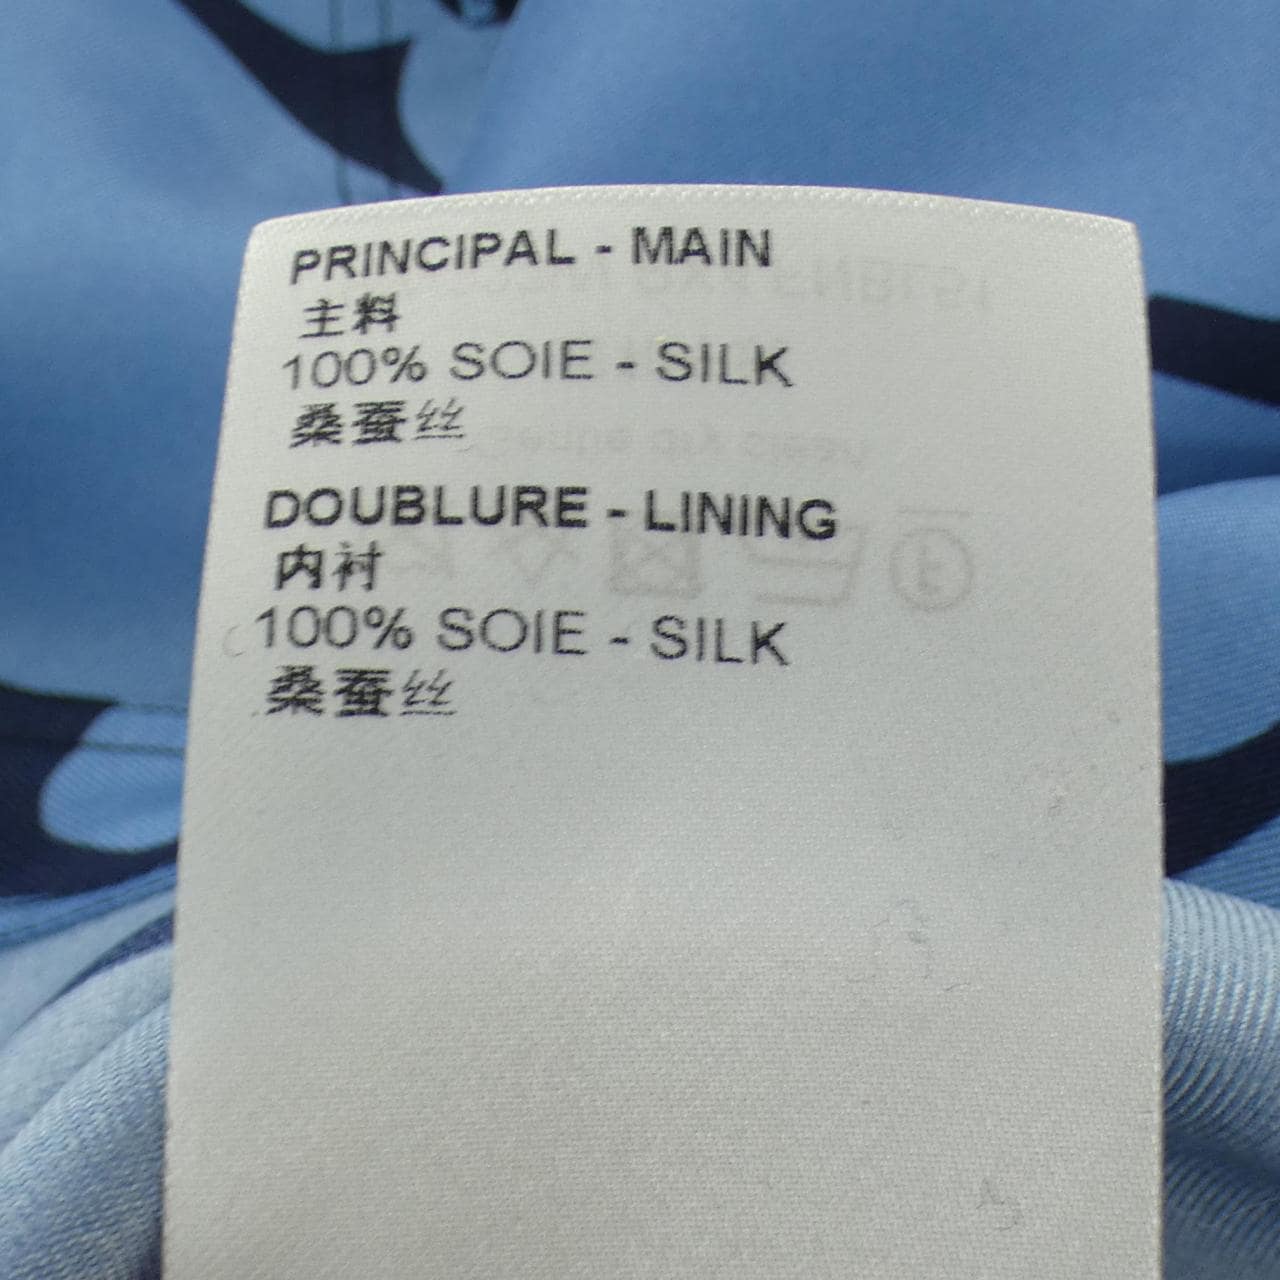 PRINCIPAL - MAIN
主料
100% SOIE - SILK
桑蚕丝
DOUBLURE - LINING
内衬
100% SOIE - SILK
桑蚕丝